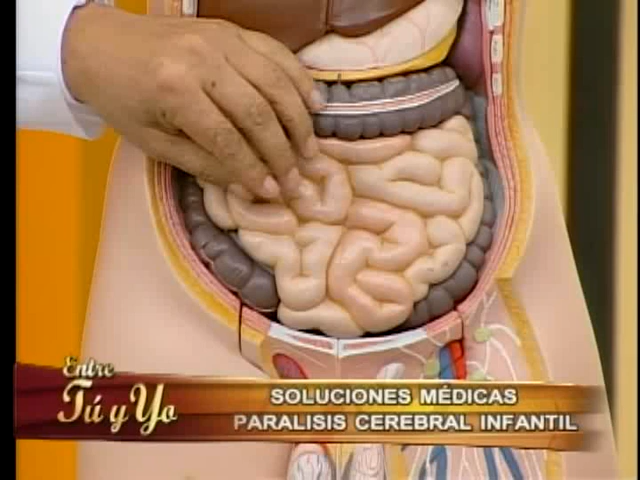 Entre
Tú y Yo
SOLUCIONES MÉDICAS
PARALISIS CEREBRAL INFANTIL